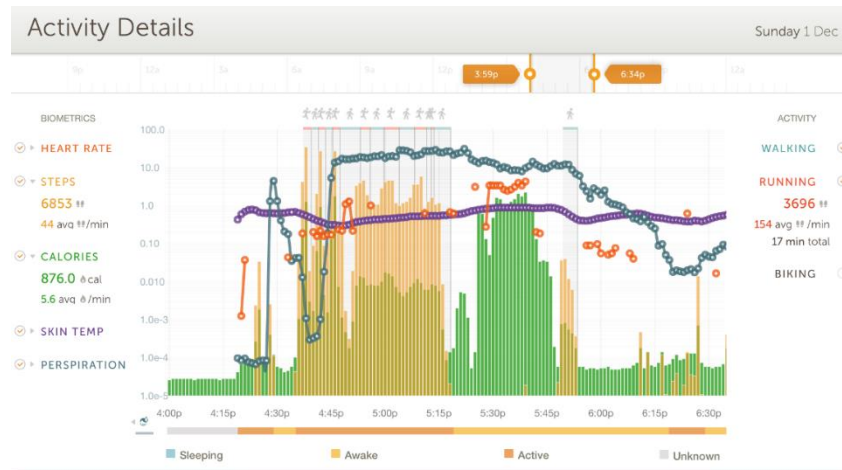 Activity Details
Sunday 1 Dec
9p 12a 3a 6a 9a 12p 3:59p 6:34p 12a
BIOMETRICS
HEART RATE
STEPS
6853
44 avg /min
CALORIES
876.0 cal
5.6 avg /min
SKIN TEMP
PERSPIRATION
100.0
10.0
1.0
0.10
0.010
1.0e-3
1.0e-4
1.0e-5
4:00p 4:15p 4:30p 4:45p 5:00p 5:15p 5:30p 5:45p 6:00p 6:15p 6:30p
ACTIVITY
WALKING
RUNNING
3696
154 avg /min
17 min total
BIKING
Sleeping Awake Active Unknown